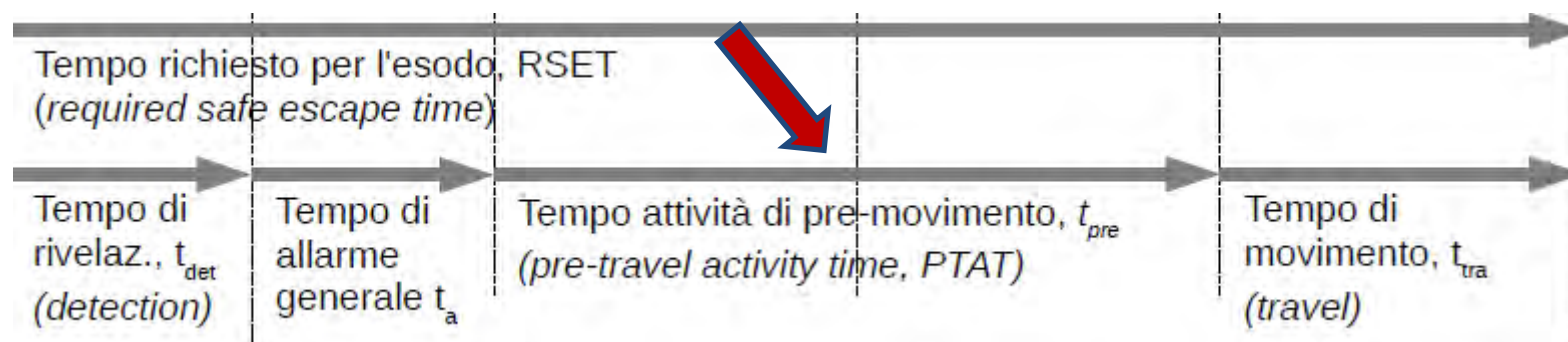 Tempo richiesto per l'esodo, RSET
(required safe escape time)
Tempo di
rivelaz., t_det
(detection)
Tempo di
allarme
generale t_a
Tempo attività di pre-movimento, t_pre
(pre-travel activity time, PTAT)
Tempo di
movimento, t_tra
(travel)